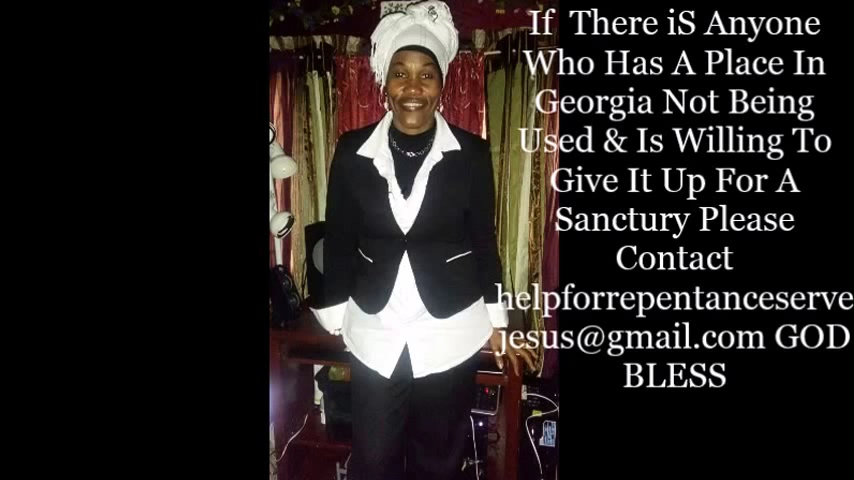 If There iS Anyone
Who Has A Place In
Georgia Not Being
Used & Is Willing To
Give It Up For A
Sanctury Please
Contact
helpforrepentanceserve
jesus@gmail.com GOD
BLESS